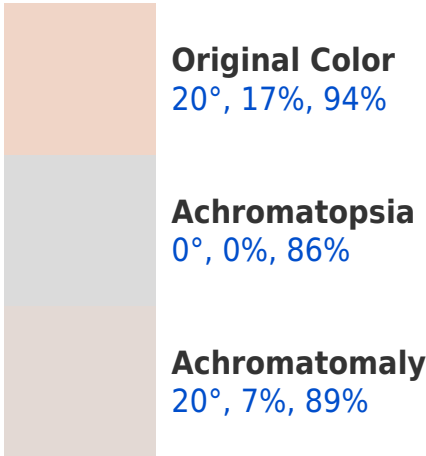 Original Color
20°, 17%, 94%
Achromatopsia
0°, 0%, 86%
Achromatomaly
20°, 7%, 89%